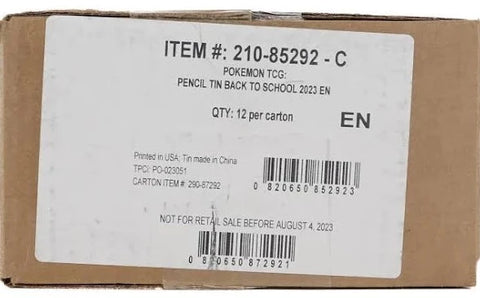 ITEM #: 210-85292 - C
POKEMON TCG:
PENCIL TIN BACK TO SCHOOL 2023 EN
QTY: 12 per carton
EN
Printed in USA; Tin made in China
TPCI: PO-023051
CARTON ITEM #: 290-87292
0 820650 852923
NOT FOR RETAIL SALE BEFORE AUGUST 4, 2023
0 820650 872921